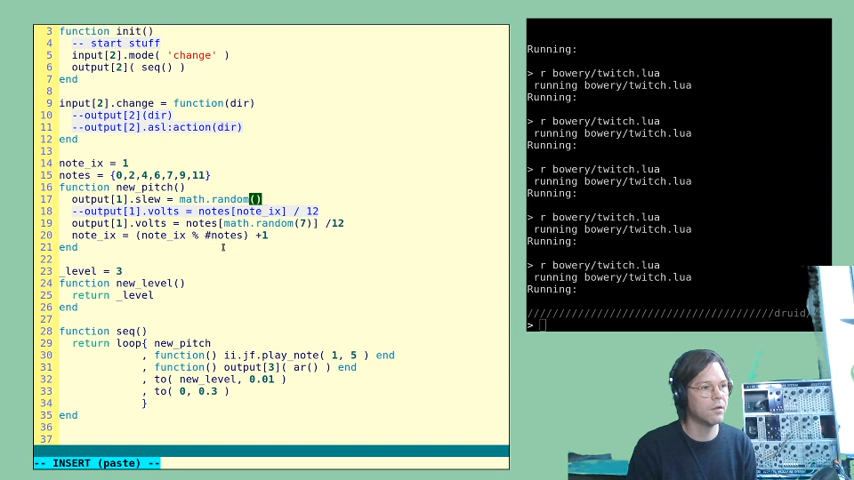 3 function init()
4   -- start stuff
5   input[2].mode( 'change' )
6   output[2]( seq() )
7 end
8
9 input[2].change = function(dir)
10   --output[2](dir)
11   --output[2].asl:action(dir)
12 end
13
14 note_ix = 1
15 notes = {0,2,4,6,7,9,11}
16 function new_pitch()
17   output[1].slew = math.random()
18   --output[1].volts = notes[note_ix] / 12
19   output[1].volts = notes[math.random(7)] /12
20   note_ix = (note_ix % #notes) +1
21 end
22
23 _level = 3
24 function new_level()
25   return _level
26 end
27
28 function seq()
29   return loop{ new_pitch
30              , function() ii.jf.play_note( 1, 5 ) end
31              , function() output[3]( ar() ) end
32              , to( new_level, 0.01 )
33              , to( 0, 0.3 )
34              }
35 end
36
37
-- INSERT (paste) --
Running:
> r bowery/twitch.lua
 running bowery/twitch.lua
Running:
> r bowery/twitch.lua
 running bowery/twitch.lua
Running:
> r bowery/twitch.lua
 running bowery/twitch.lua
Running:
> r bowery/twitch.lua
 running bowery/twitch.lua
Running:
> r bowery/twitch.lua
 running bowery/twitch.lua
Running:
/////////////////////////////////////////druid/
>